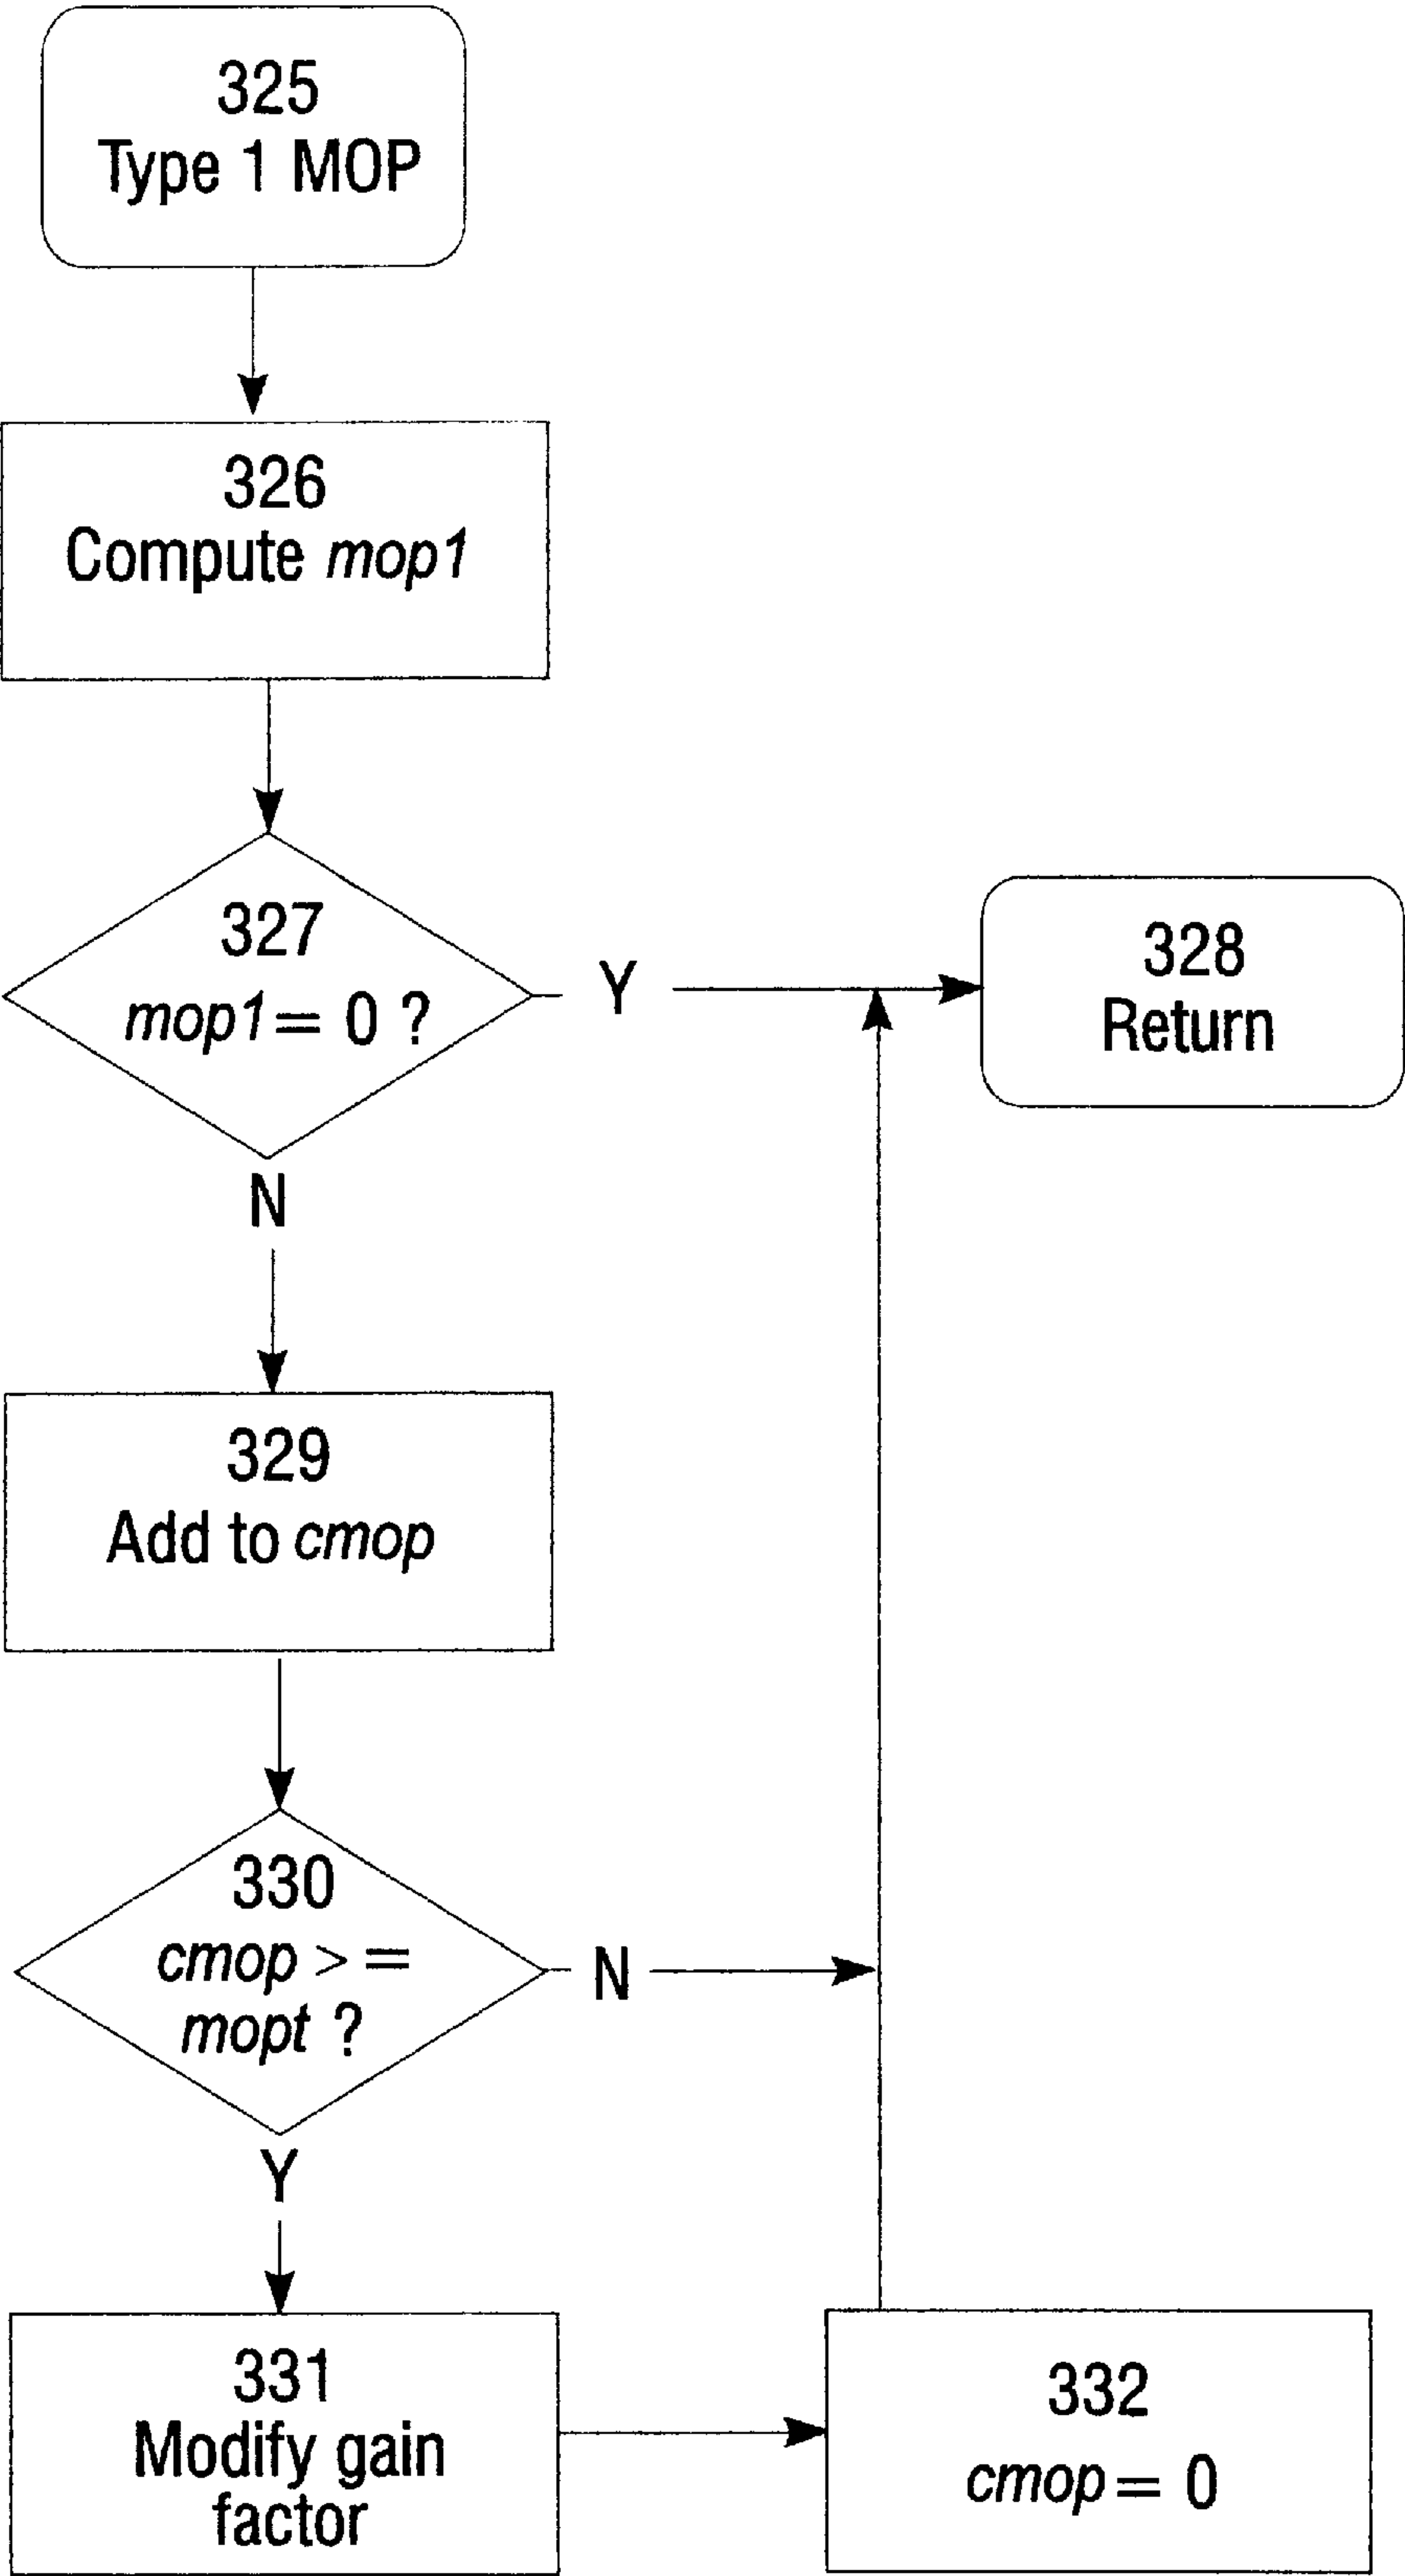 325
Type 1 MOP
326
Compute mop1
327
mop1 = 0 ?
Y
328
Return
N
329
Add to cmop
330
cmop > =
mopt ?
N
Y
331
Modify gain
factor
332
cmop = 0